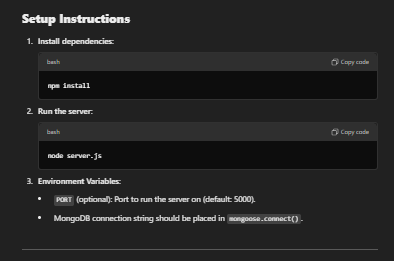 Setup Instructions
1. Install dependencies:
bash Copy code
npm install
2. Run the server:
bash Copy code
node server.js
3. Environment Variables:
• PORT (optional): Port to run the server on (default: 5000).
• MongoDB connection string should be placed in mongoose.connect().